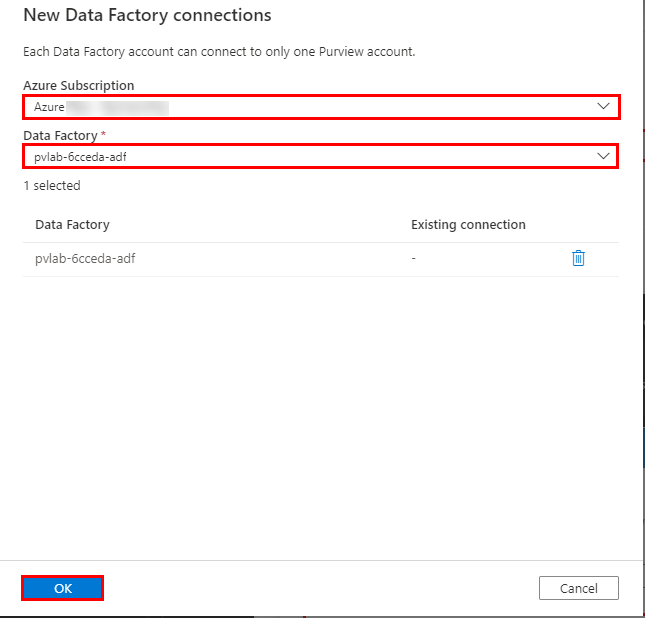 New Data Factory connections
Each Data Factory account can connect to only one Purview account.
Azure Subscription
Azure
Data Factory *
pvlab-6cceda-adf
1 selected
Data Factory Existing connection
pvlab-6cceda-adf -
OK Cancel